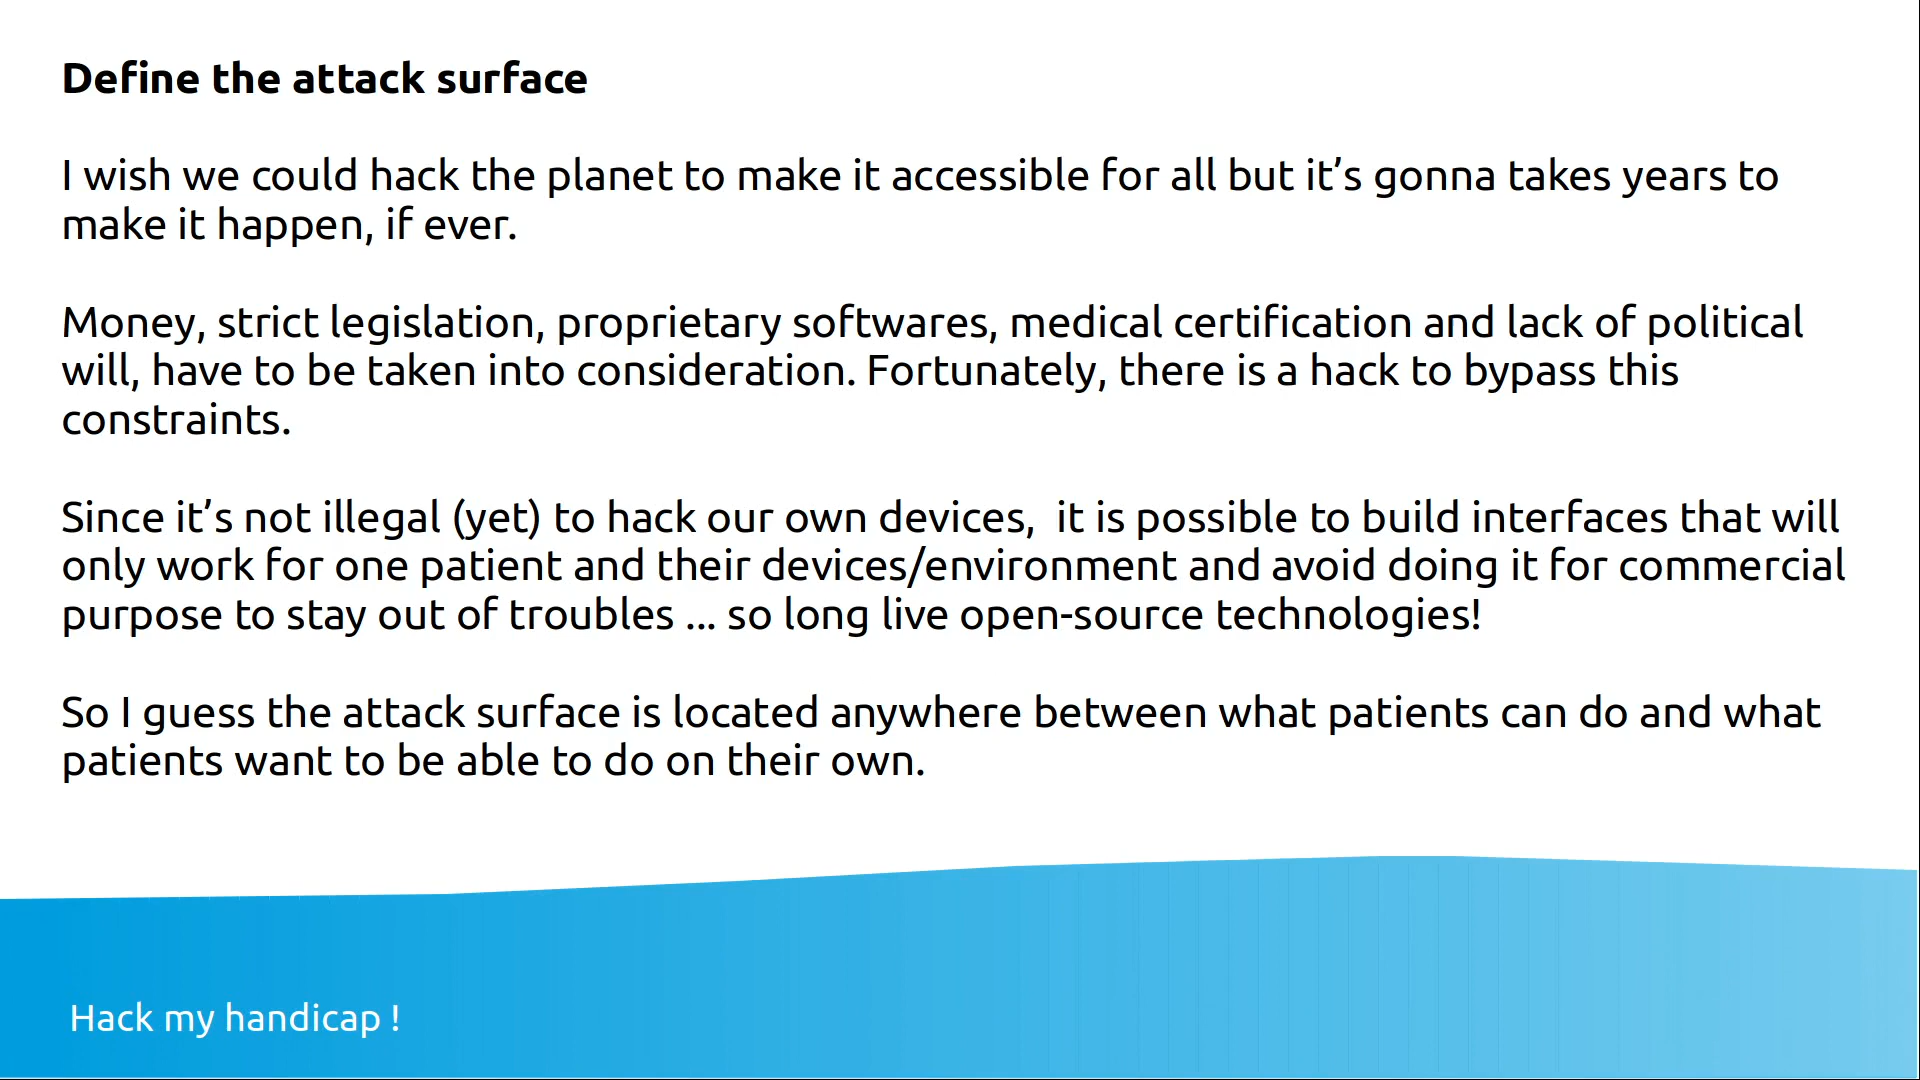 Define the attack surface
I wish we could hack the planet to make it accessible for all but it’s gonna takes years to
make it happen, if ever.
Money, strict legislation, proprietary softwares, medical certification and lack of political
will, have to be taken into consideration. Fortunately, there is a hack to bypass this
constraints.
Since it’s not illegal (yet) to hack our own devices,  it is possible to build interfaces that will
only work for one patient and their devices/environment and avoid doing it for commercial
purpose to stay out of troubles ... so long live open-source technologies!
So I guess the attack surface is located anywhere between what patients can do and what
patients want to be able to do on their own.
Hack my handicap !